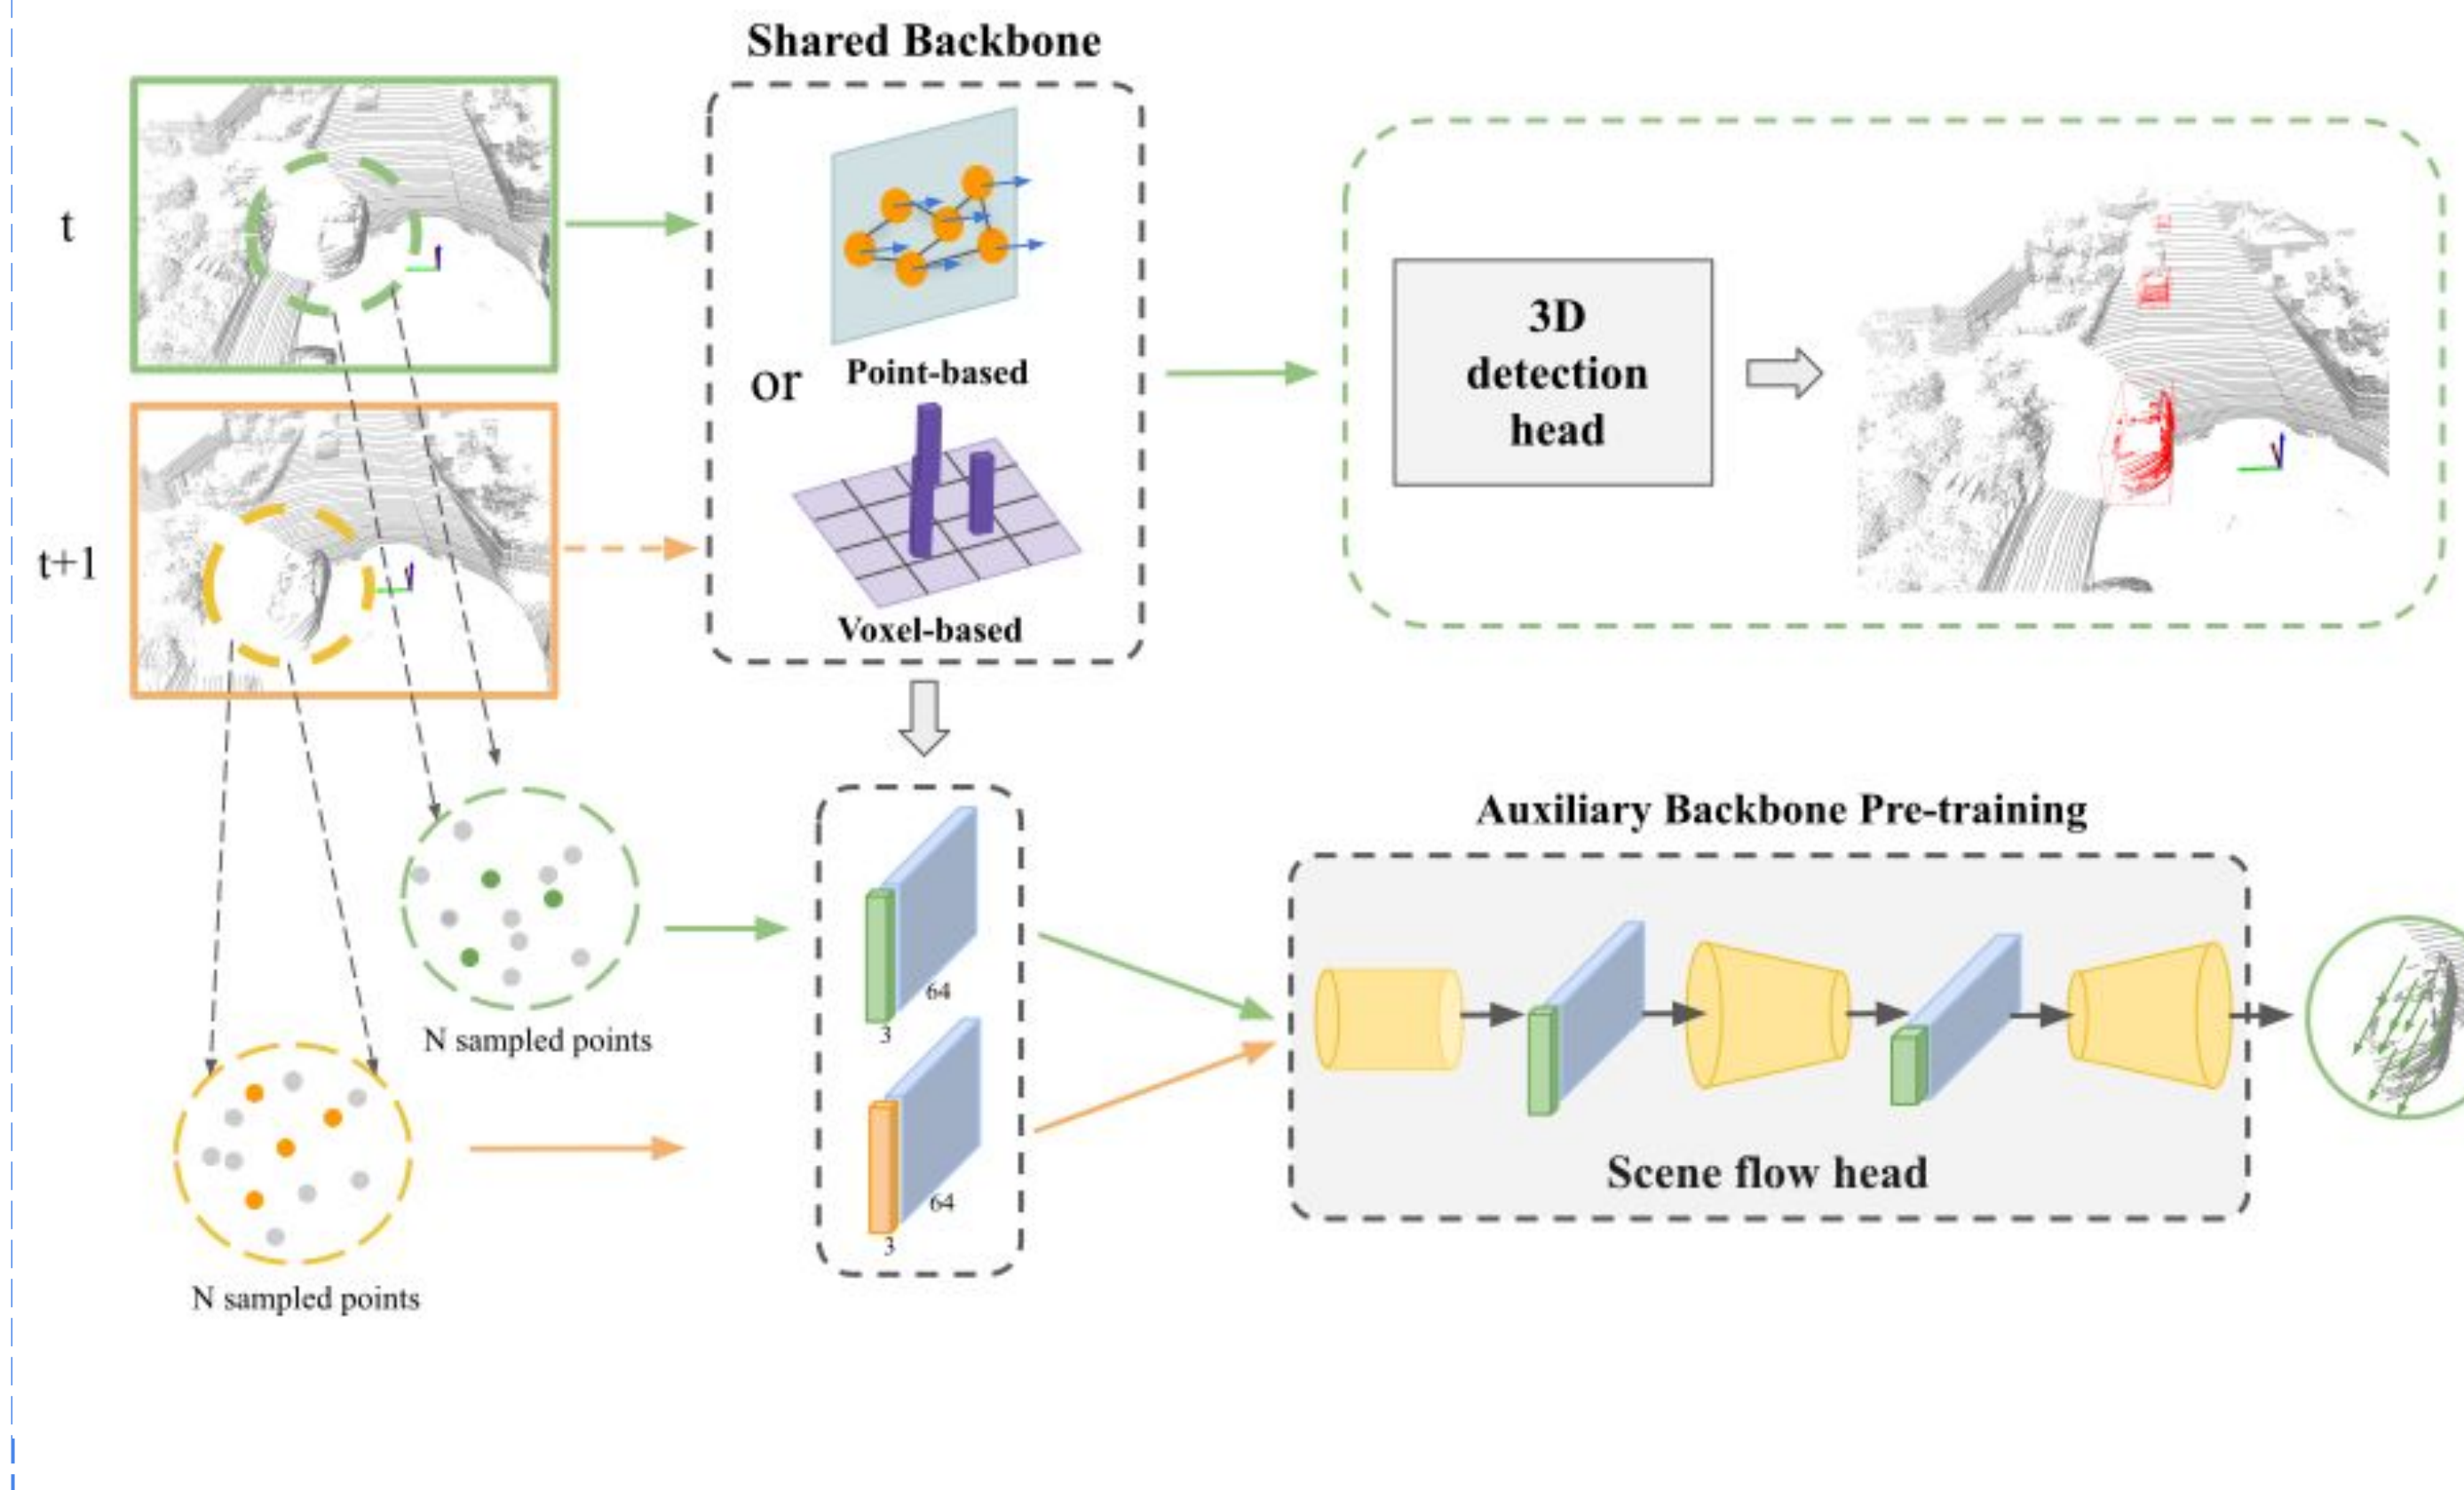 Shared Backbone
t
t+1
or
Point-based
Voxel-based
3D
detection
head
N sampled points
N sampled points
64
3
64
3
Auxiliary Backbone Pre-training
Scene flow head